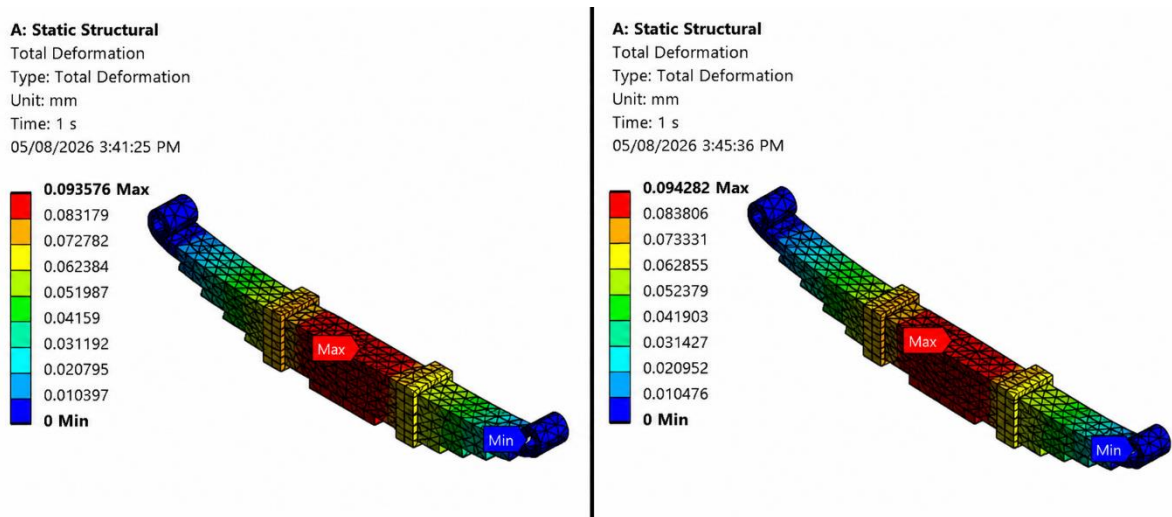 A: Static Structural
Total Deformation
Type: Total Deformation
Unit: mm
Time: 1 s
05/08/2026 3:41:25 PM
0.093576 Max
0.083179
0.072782
0.062384
0.051987
0.04159
0.031192
0.020795
0.010397
0 Min
Max
Min
A: Static Structural
Total Deformation
Type: Total Deformation
Unit: mm
Time: 1 s
05/08/2026 3:45:36 PM
0.094282 Max
0.083806
0.073331
0.062855
0.052379
0.041903
0.031427
0.020952
0.010476
0 Min
Max
Min